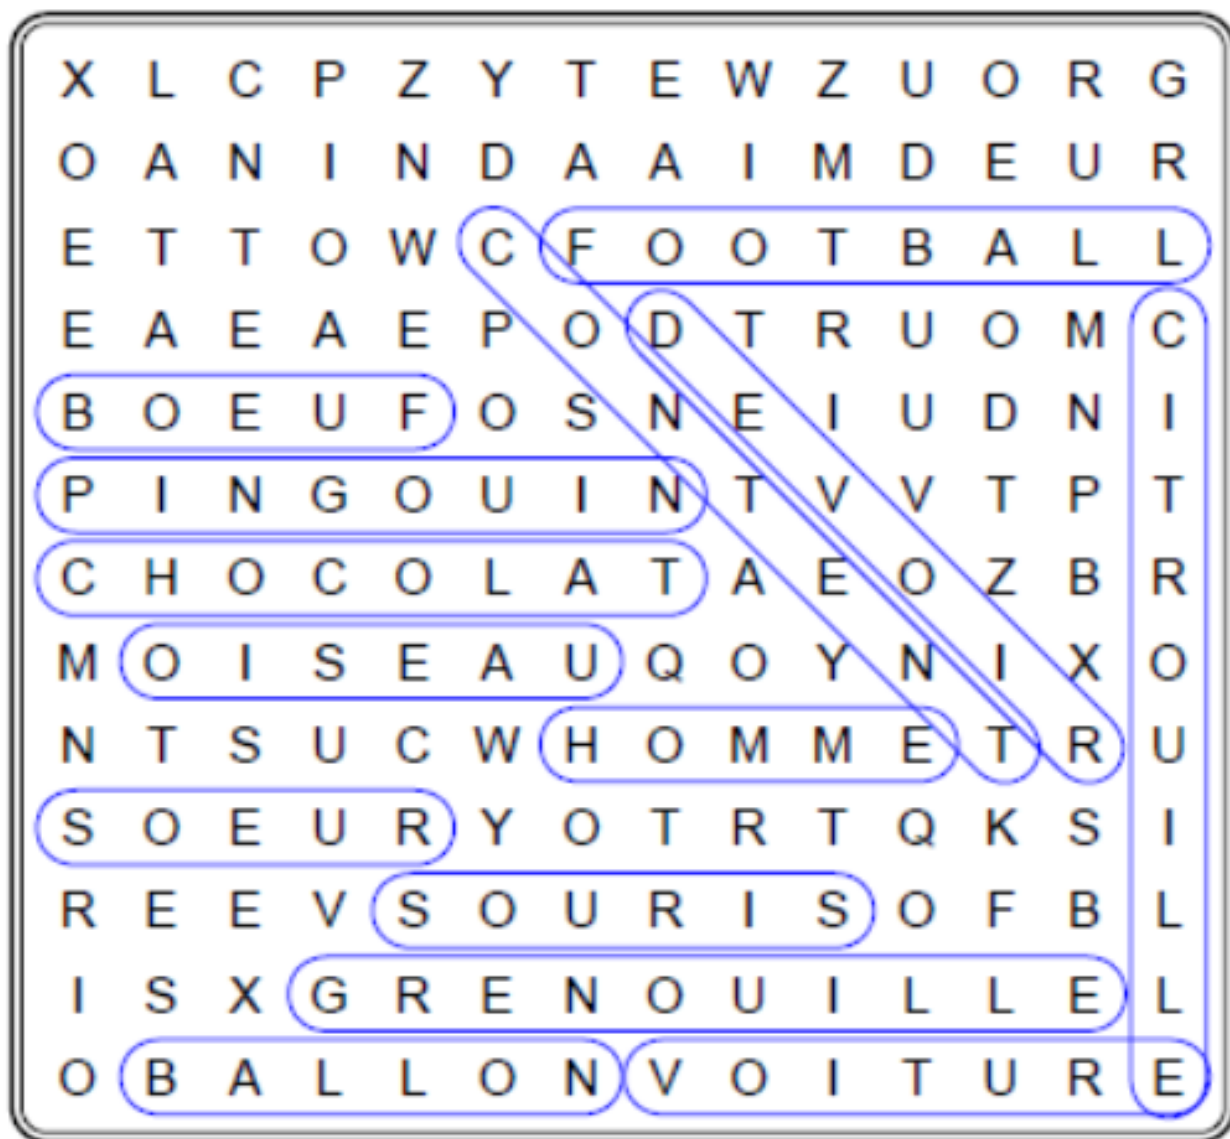 X L C P Z Y T E W Z U O R G
O A N I N D A A I M D E U R
E T T O W C F O O T B A L L
E A E A E P O D T R U O M C
B O E U F O S N E I U D N I
P I N G O U I N T V V T P T
C H O C O L A T A E O Z B R
M O I S E A U Q O Y N I X O
N T S U C W H O M M E T R U
S O E U R Y O T R T Q K S I
R E E V S O U R I S O F B L
I S X G R E N O U I L L E L
O B A L L O N V O I T U R E